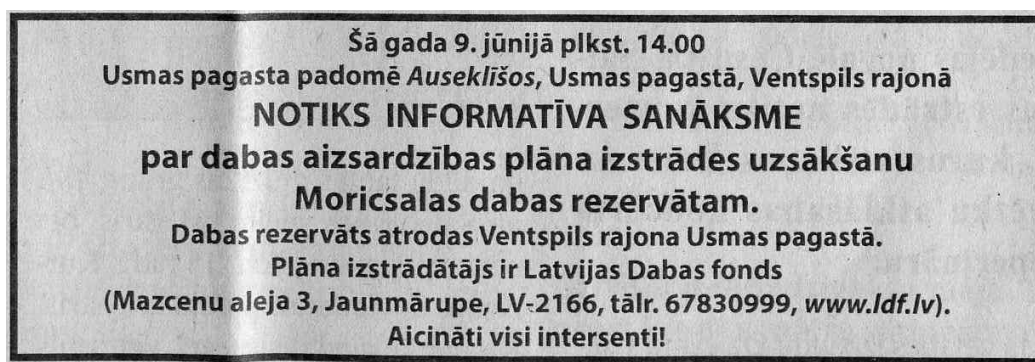 Šā gada 9. jūnijā plkst. 14.00
Usmas pagasta padomē Auseklīšos, Usmas pagastā, Ventspils rajonā
NOTIKS INFORMATĪVA SANĀKSME
par dabas aizsardzības plāna izstrādes uzsākšanu
Moricsalas dabas rezervātam.
Dabas rezervāts atrodas Ventspils rajona Usmas pagastā.
Plāna izstrādātājs ir Latvijas Dabas fonds
(Mazcenu aleja 3, Jaunmārupe, LV-2166, tālr. 67830999, www.ldf.lv).
Aicināti visi intersenti!